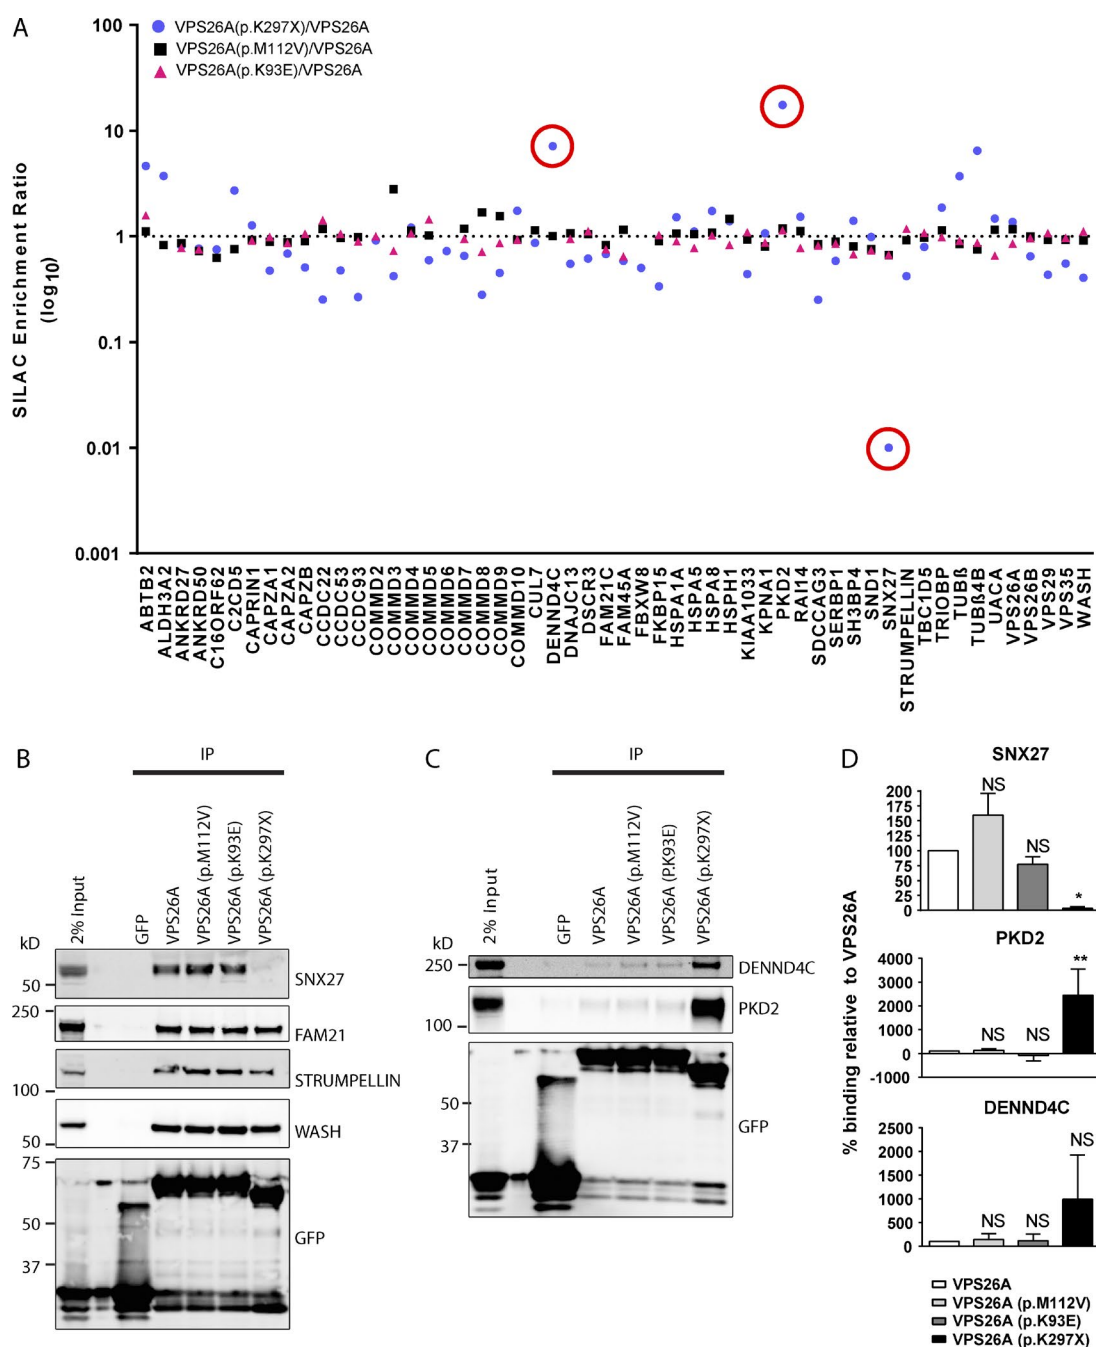 A
100
10
1
0.1
0.01
0.001
SILAC Enrichment Ratio
(log10)
VPS26A(p.K297X)/VPS26A
VPS26A(p.M112V)/VPS26A
VPS26A(p.K93E)/VPS26A
ABTB2
ALDH3A2
ANKRD27
ANKRD50
C16ORF62
C2CD5
CAPRIN1
CAPZA1
CAPZA2
CAPZB
CCDC22
CCDC53
CCDC93
COMMD2
COMMD3
COMMD4
COMMD5
COMMD6
COMMD7
COMMD8
COMMD9
COMMD10
CUL7
DENND4C
DNAJC13
DSCR3
FAM21C
FAM45A
FBXW8
FKBP15
HSPA1A
HSPA5
HSPA8
HSPH1
KIAA1033
KPNA1
PKD2
RAI14
SDCCAG3
SERBP1
SH3BP4
SND1
SNX27
STRUMPELLIN
TBC1D5
TRIOBP
TUBß
TUBß4B
UACA
VPS26A
VPS26B
VPS29
VPS35
WASH
B
IP
2% Input
GFP
VPS26A
VPS26A (p.M112V)
VPS26A (p.K93E)
VPS26A (p.K297X)
kD
50
SNX27
250
FAM21
100
STRUMPELLIN
50
WASH
75
50
37
GFP
C
IP
2% Input
GFP
VPS26A
VPS26A (p.M112V)
VPS26A (P.K93E)
VPS26A (p.K297X)
kD
250
DENND4C
100
PKD2
50
37
GFP
D
% binding relative to VPS26A
SNX27
200
175
150
125
100
75
50
25
0
NS
NS
*
PKD2
4000
3000
2000
1000
0
-1000
NS
NS
**
DENND4C
2500
2000
1500
1000
500
0
NS
NS
NS
VPS26A
VPS26A (p.M112V)
VPS26A (p.K93E)
VPS26A (p.K297X)